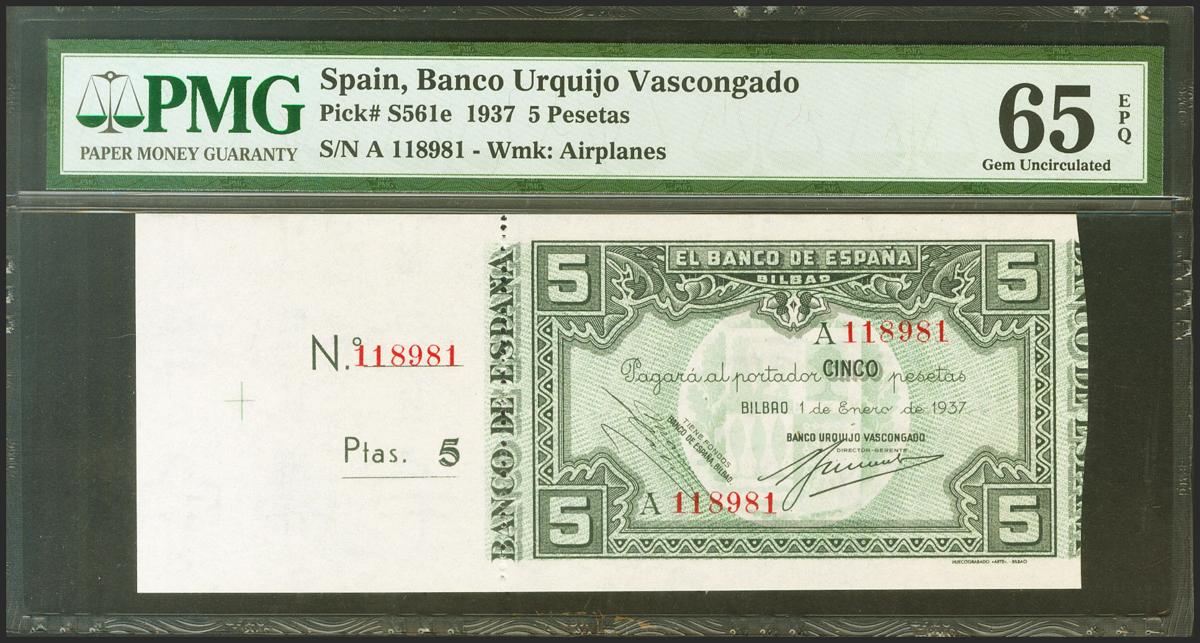 PMG
PAPER MONEY GUARANTY
Spain, Banco Urquijo Vascongado
Pick# S561e 1937 5 Pesetas
S/N A 118981 - Wmk: Airplanes
65
EPQ
Gem Uncirculated
N.º 118981
Ptas. 5
BANCO DE ESPAÑA
5
EL BANCO DE ESPAÑA
BILBAO
5
A 118981
Pagará al portador CINCO pesetas
BILBAO 1 de Enero de 1937
TIENE FONDOS
BANCO DE ESPAÑA, BILBAO
BANCO URQUIJO VASCONGADO
DIRECTOR-GERENTE
5
A 118981
5
BANCO DE ESPAÑA
HUECOGRABADO «ARTE».-BILBAO